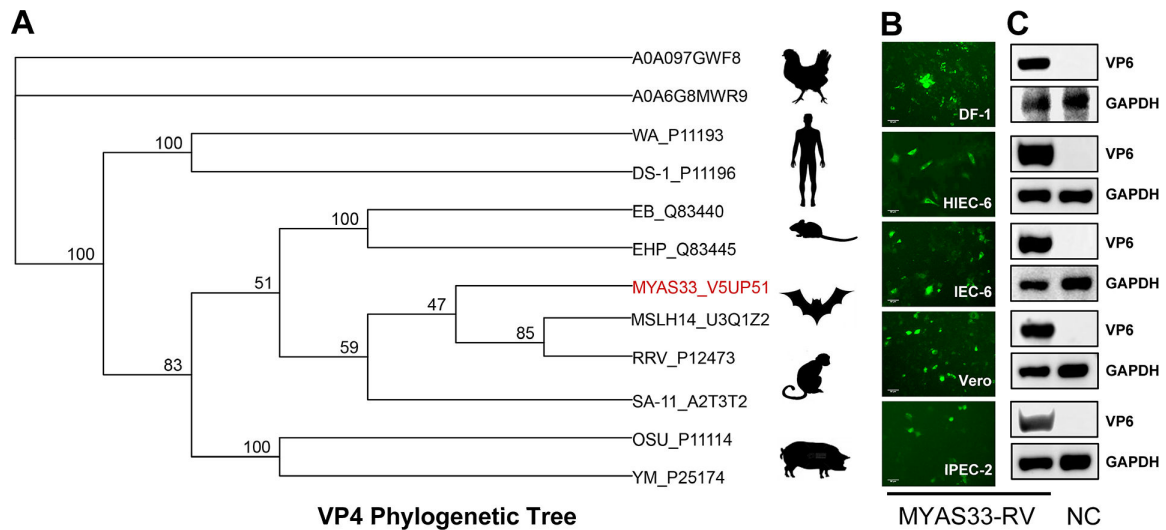 A
B
C
A0A097GWF8
A0A6G8MWR9
WA_P11193
DS-1_P11196
EB_Q83440
EHP_Q83445
MYAS33_V5UP51
MSLH14_U3Q1Z2
RRV_P12473
SA-11_A2T3T2
OSU_P11114
YM_P25174
100
100
100
51
47
85
59
83
100
VP4 Phylogenetic Tree
DF-1
HIEC-6
IEC-6
Vero
IPEC-2
VP6
GAPDH
VP6
GAPDH
VP6
GAPDH
VP6
GAPDH
VP6
GAPDH
MYAS33-RV
NC